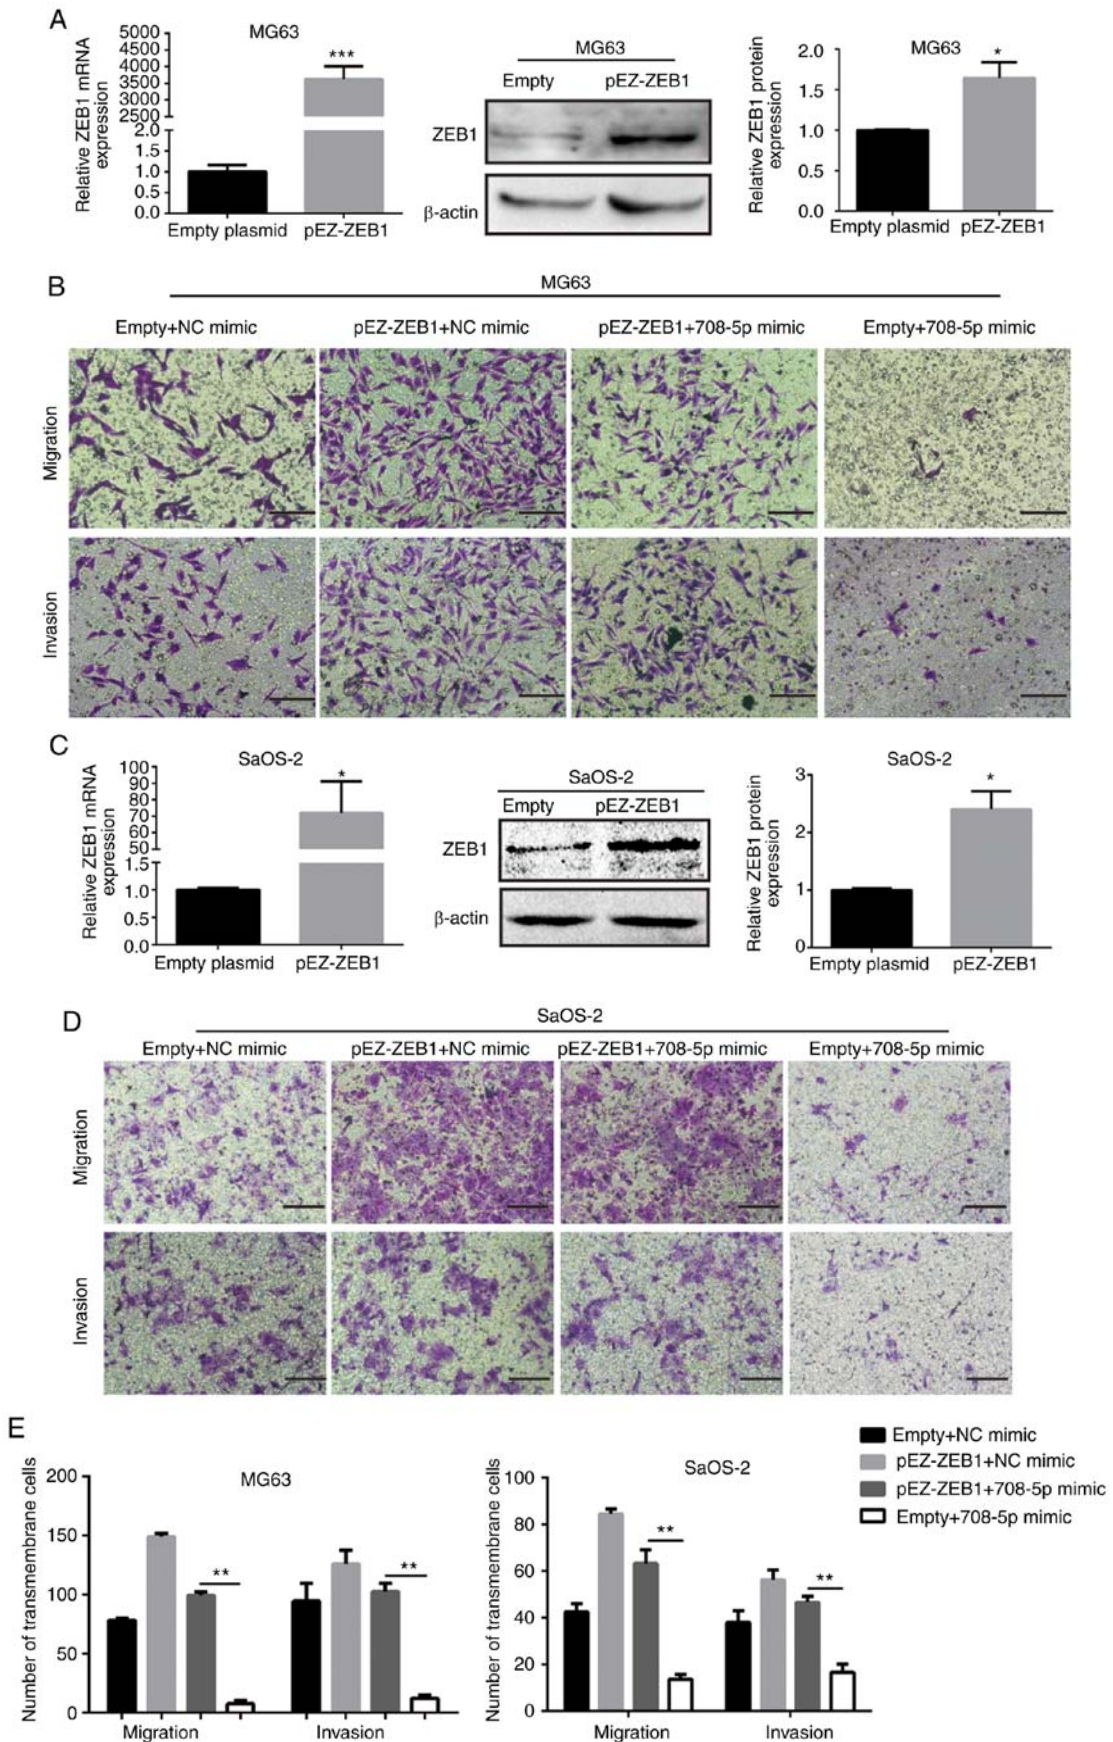 A
MG63
Relative ZEB1 mRNA
expression
5000
4500
4000
3500
3000
2500
2.0
1.5
1.0
0.5
0.0
***
Empty plasmid pEZ-ZEB1
MG63
Empty pEZ-ZEB1
ZEB1
β-actin
MG63
Relative ZEB1 protein
expression
2.0
1.5
1.0
0.5
0.0
*
Empty plasmid pEZ-ZEB1
B
MG63
Empty+NC mimic pEZ-ZEB1+NC mimic pEZ-ZEB1+708-5p mimic Empty+708-5p mimic
Migration
Invasion
C
SaOS-2
Relative ZEB1 mRNA
expression
100
90
80
70
60
50
1.5
1.0
0.5
0.0
*
Empty plasmid pEZ-ZEB1
SaOS-2
Empty pEZ-ZEB1
ZEB1
β-actin
SaOS-2
Relative ZEB1 protein
expression
3
2
1
0
*
Empty plasmid pEZ-ZEB1
D
SaOS-2
Empty+NC mimic pEZ-ZEB1+NC mimic pEZ-ZEB1+708-5p mimic Empty+708-5p mimic
Migration
Invasion
E
MG63
Number of transmembrane cells
200
150
100
50
0
** **
Migration Invasion
SaOS-2
Number of transmembrane cells
100
80
60
40
20
0
** **
Migration Invasion
Empty+NC mimic
pEZ-ZEB1+NC mimic
pEZ-ZEB1+708-5p mimic
Empty+708-5p mimic